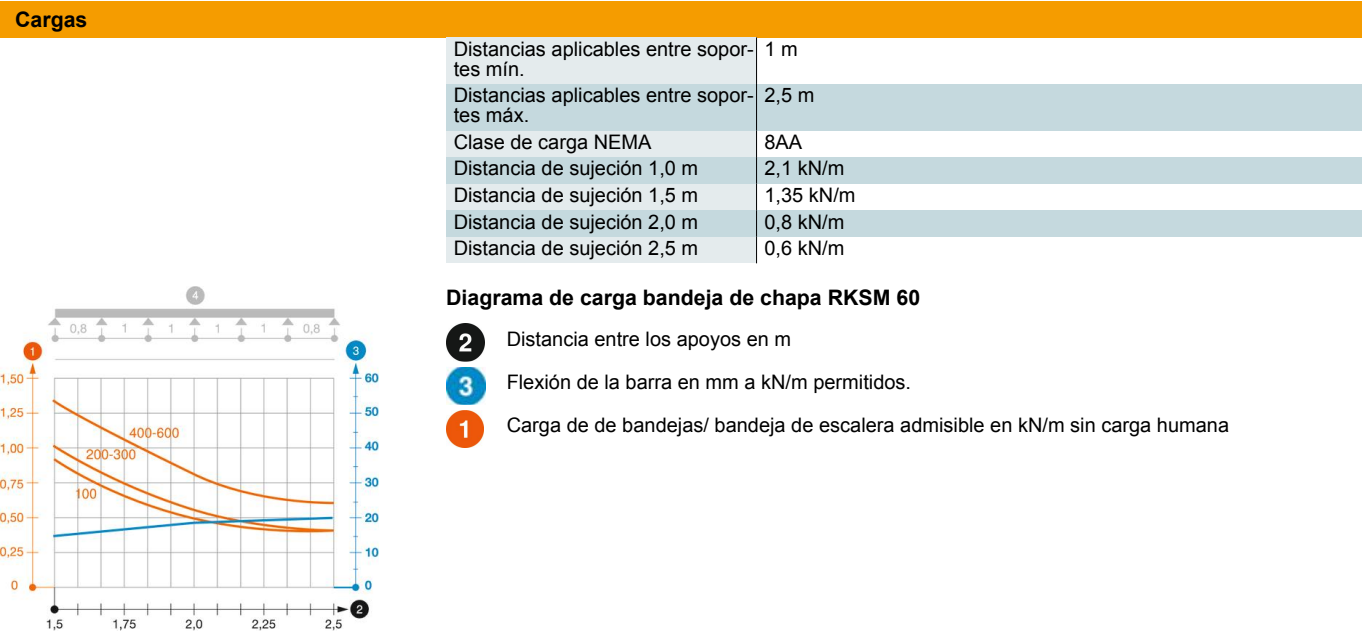 Cargas
Distancias aplicables entre sopor-
tes mín.
1 m
Distancias aplicables entre sopor-
tes máx.
2,5 m
Clase de carga NEMA 8AA
Distancia de sujeción 1,0 m 2,1 kN/m
Distancia de sujeción 1,5 m 1,35 kN/m
Distancia de sujeción 2,0 m 0,8 kN/m
Distancia de sujeción 2,5 m 0,6 kN/m
Diagrama de carga bandeja de chapa RKSM 60
2 Distancia entre los apoyos en m
3 Flexión de la barra en mm a kN/m permitidos.
1 Carga de de bandejas/ bandeja de escalera admisible en kN/m sin carga humana
4
0,8 1 1 1 1 0,8
1 3
1,50 60
1,25 50
400-600
1,00 40
200-300
0,75 30
100
0,50 20
0,25 10
0 0
2
1,5 1,75 2,0 2,25 2,5